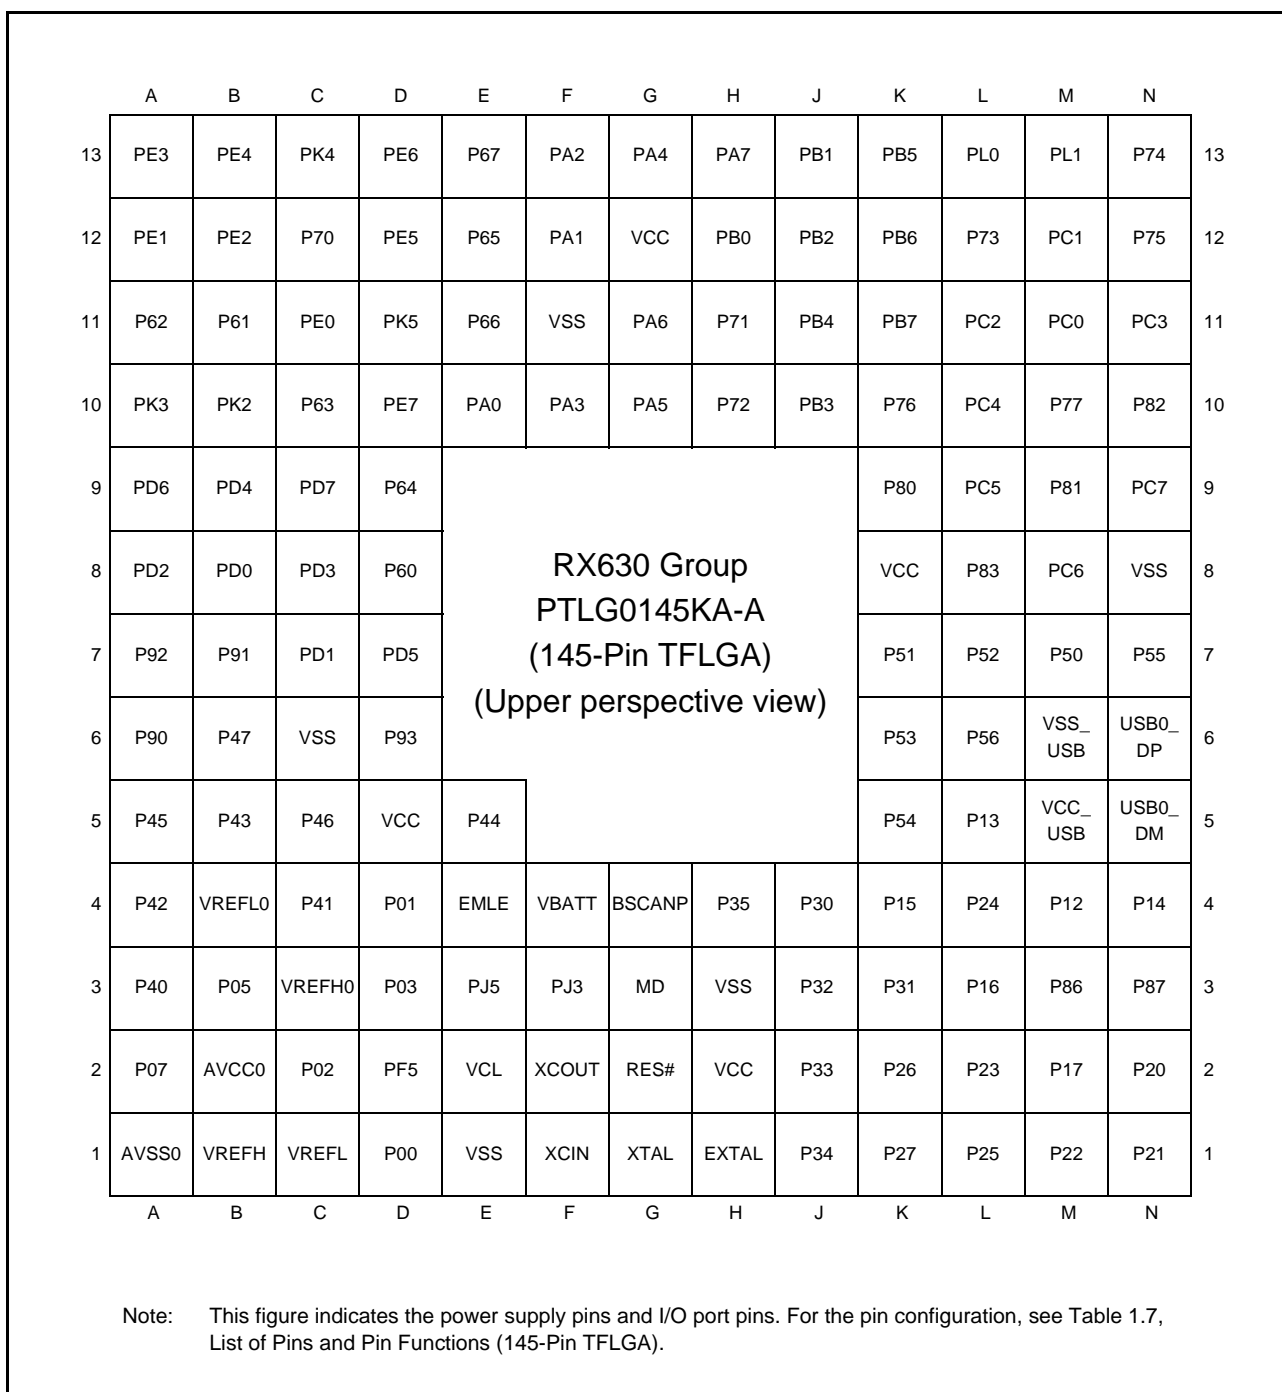 A B C D E F G H J K L M N
13 PE3 PE4 PK4 PE6 P67 PA2 PA4 PA7 PB1 PB5 PL0 PL1 P74 13
12 PE1 PE2 P70 PE5 P65 PA1 VCC PB0 PB2 PB6 P73 PC1 P75 12
11 P62 P61 PE0 PK5 P66 VSS PA6 P71 PB4 PB7 PC2 PC0 PC3 11
10 PK3 PK2 P63 PE7 PA0 PA3 PA5 P72 PB3 P76 PC4 P77 P82 10
9 PD6 PD4 PD7 P64 P80 PC5 P81 PC7 9
8 PD2 PD0 PD3 P60 VCC P83 PC6 VSS 8
7 P92 P91 PD1 PD5 P51 P52 P50 P55 7
6 P90 P47 VSS P93 P53 P56 VSS_USB USB0_DP 6
5 P45 P43 P46 VCC P44 P54 P13 VCC_USB USB0_DM 5
RX630 Group
PTLG0145KA-A
(145-Pin TFLGA)
(Upper perspective view)
4 P42 VREFL0 P41 P01 EMLE VBATT BSCANP P35 P30 P15 P24 P12 P14 4
3 P40 P05 VREFH0 P03 PJ5 PJ3 MD VSS P32 P31 P16 P86 P87 3
2 P07 AVCC0 P02 PF5 VCL XCOUT RES# VCC P33 P26 P23 P17 P20 2
1 AVSS0 VREFH VREFL P00 VSS XCIN XTAL EXTAL P34 P27 P25 P22 P21 1
A B C D E F G H J K L M N
Note: This figure indicates the power supply pins and I/O port pins. For the pin configuration, see Table 1.7,
List of Pins and Pin Functions (145-Pin TFLGA).